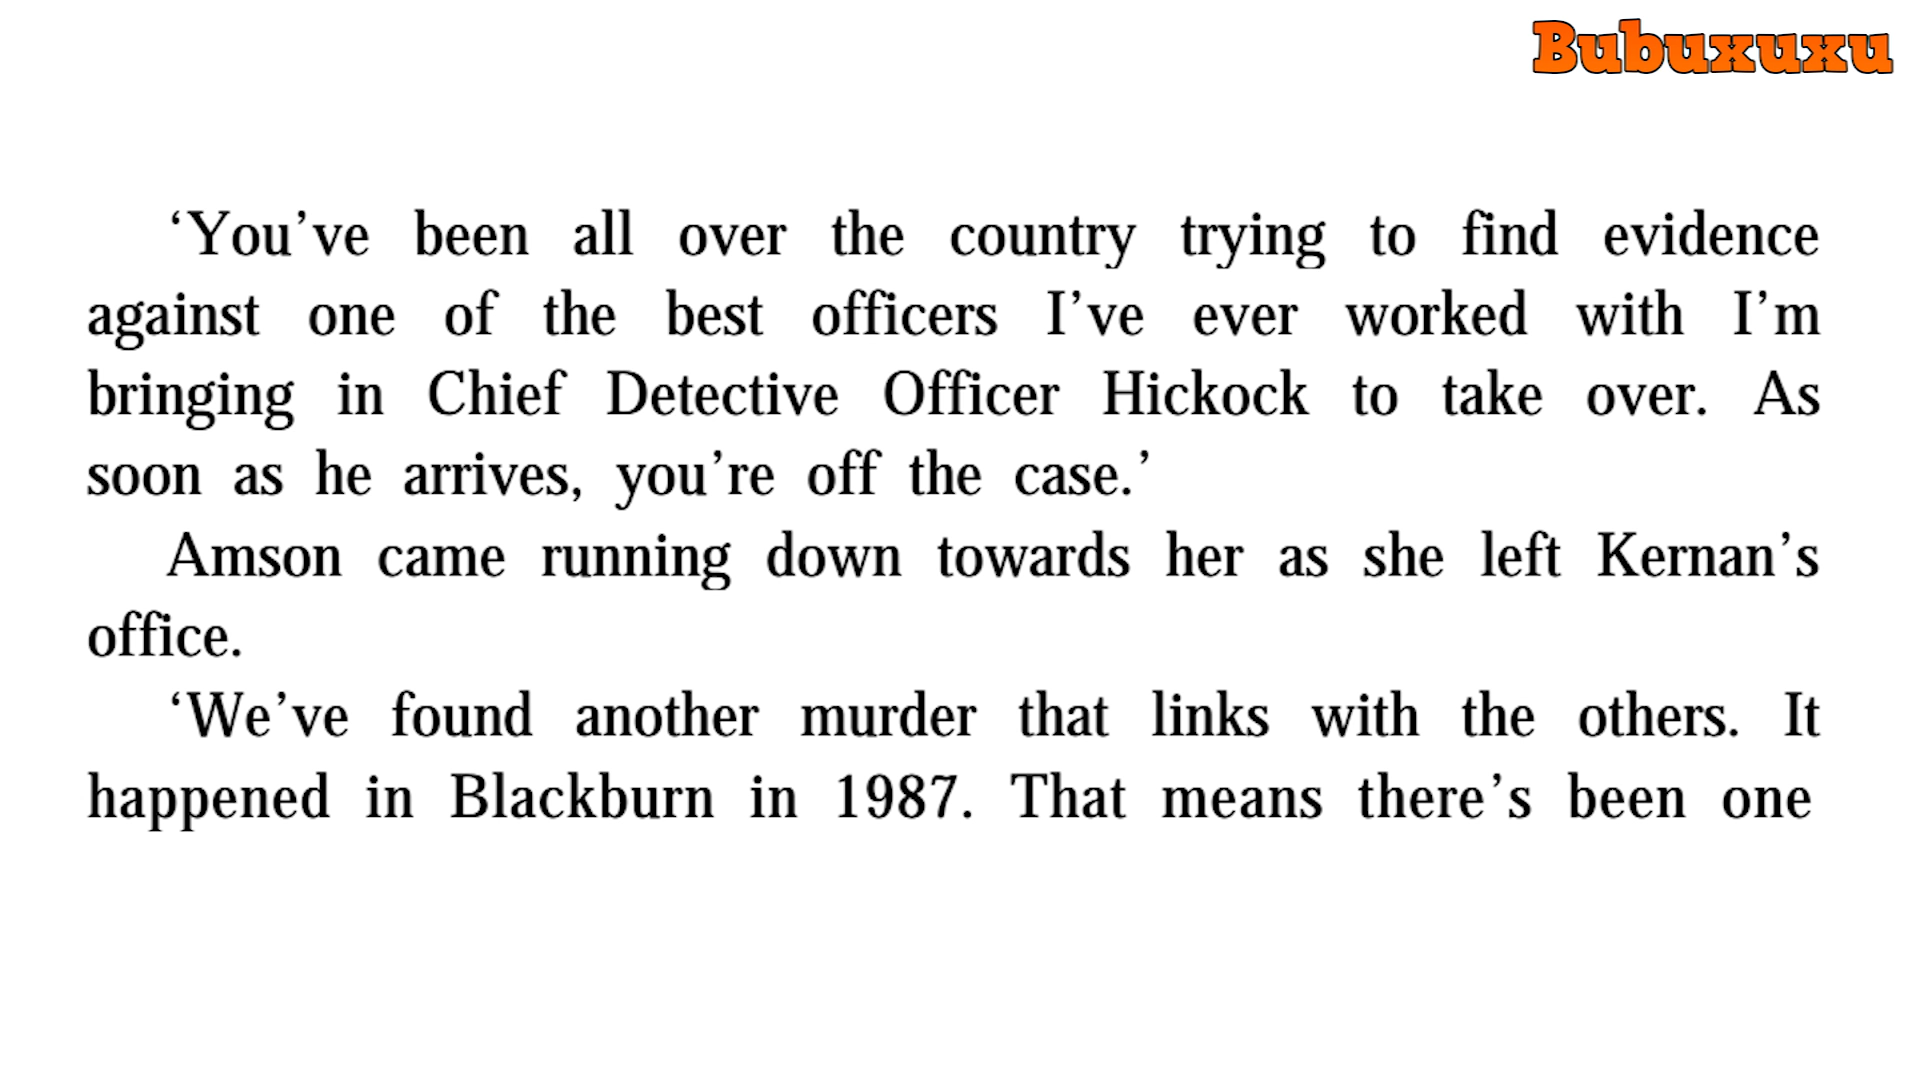 Bubuxuxu
‘You’ve been all over the country trying to find evidence
against one of the best officers I’ve ever worked with I’m
bringing in Chief Detective Officer Hickock to take over. As
soon as he arrives, you’re off the case.’
Amson came running down towards her as she left Kernan’s
office.
‘We’ve found another murder that links with the others. It
happened in Blackburn in 1987. That means there’s been one